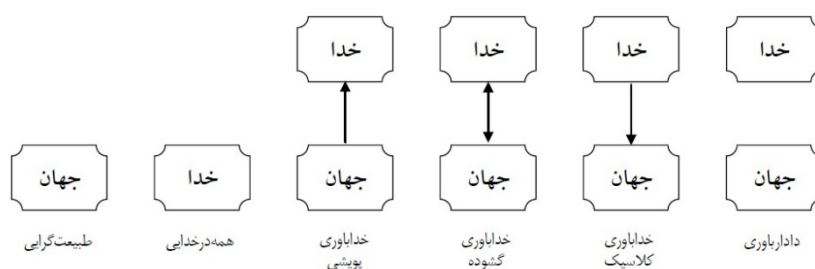 خدا
خدا
خدا
خدا
جهان
جهان
جهان
جهان
خدا
جهان
دادارباوری
خداباوری
کلاسیک
خداباوری
گشوده
خداباوری
پویشی
همه‌درخدایی
طبیعت‌گرایی